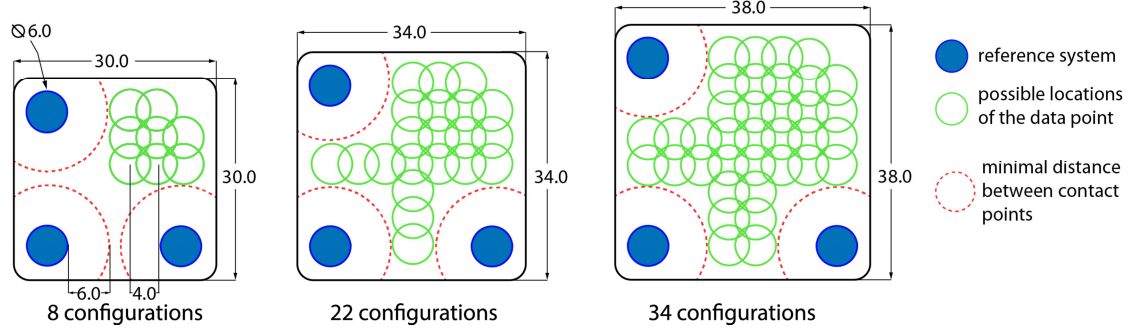 ⌀6.0
30.0
30.0
6.0
4.0
8 configurations
34.0
34.0
22 configurations
38.0
38.0
34 configurations
reference system
possible locations
of the data point
minimal distance
between contact
points